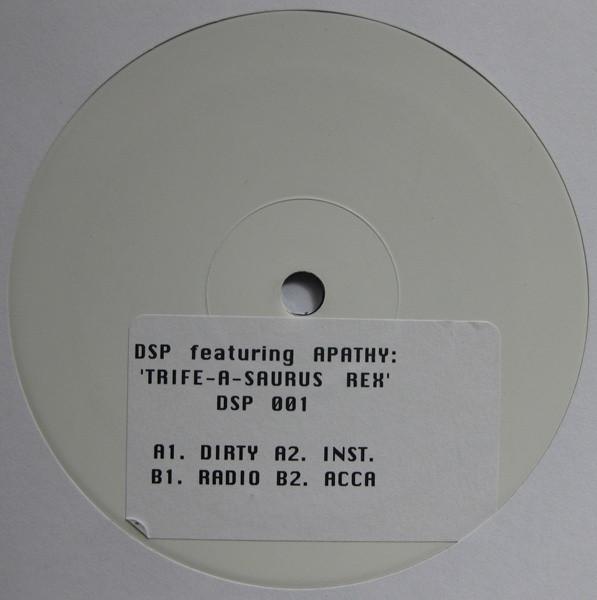 DSP featuring APATHY:
'TRIFE-A-SAURUS REX'
DSP 001
A1. DIRTY A2. INST.
B1. RADIO B2. ACCA